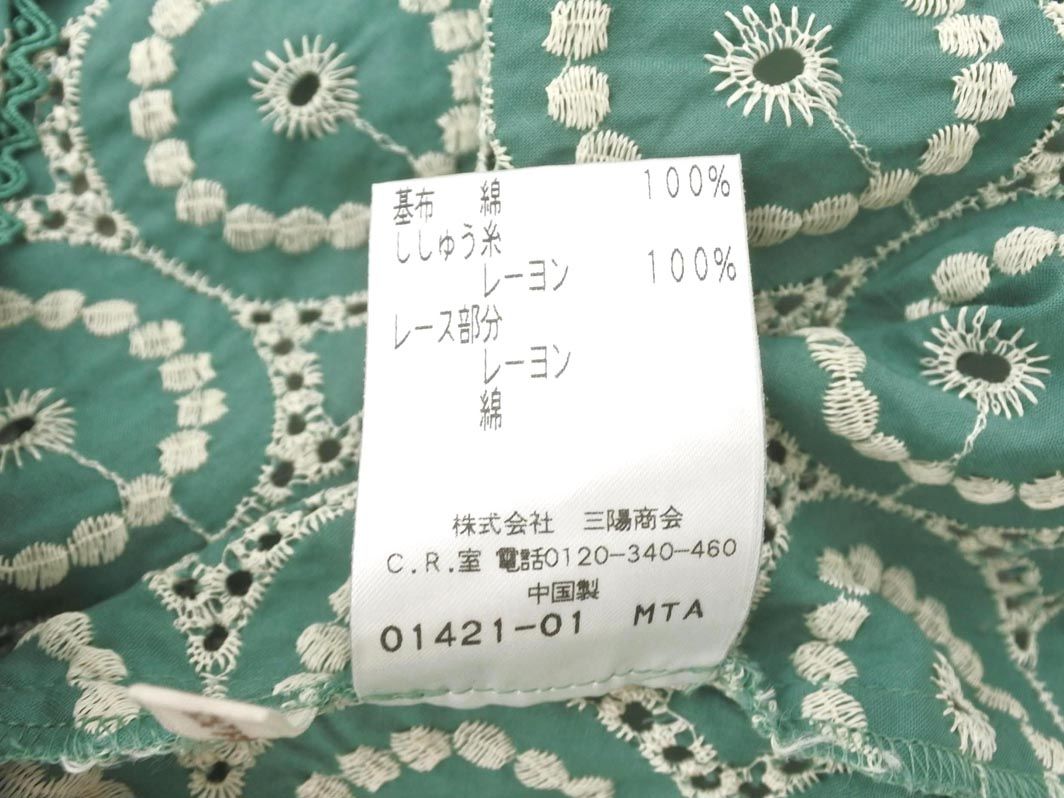 基布 綿 100%
ししゅう糸
レーヨン 100%
レース部分
レーヨン
綿
株式会社 三陽商会
C.R.室 電話0120-340-460
中国製
01421-01 MTA